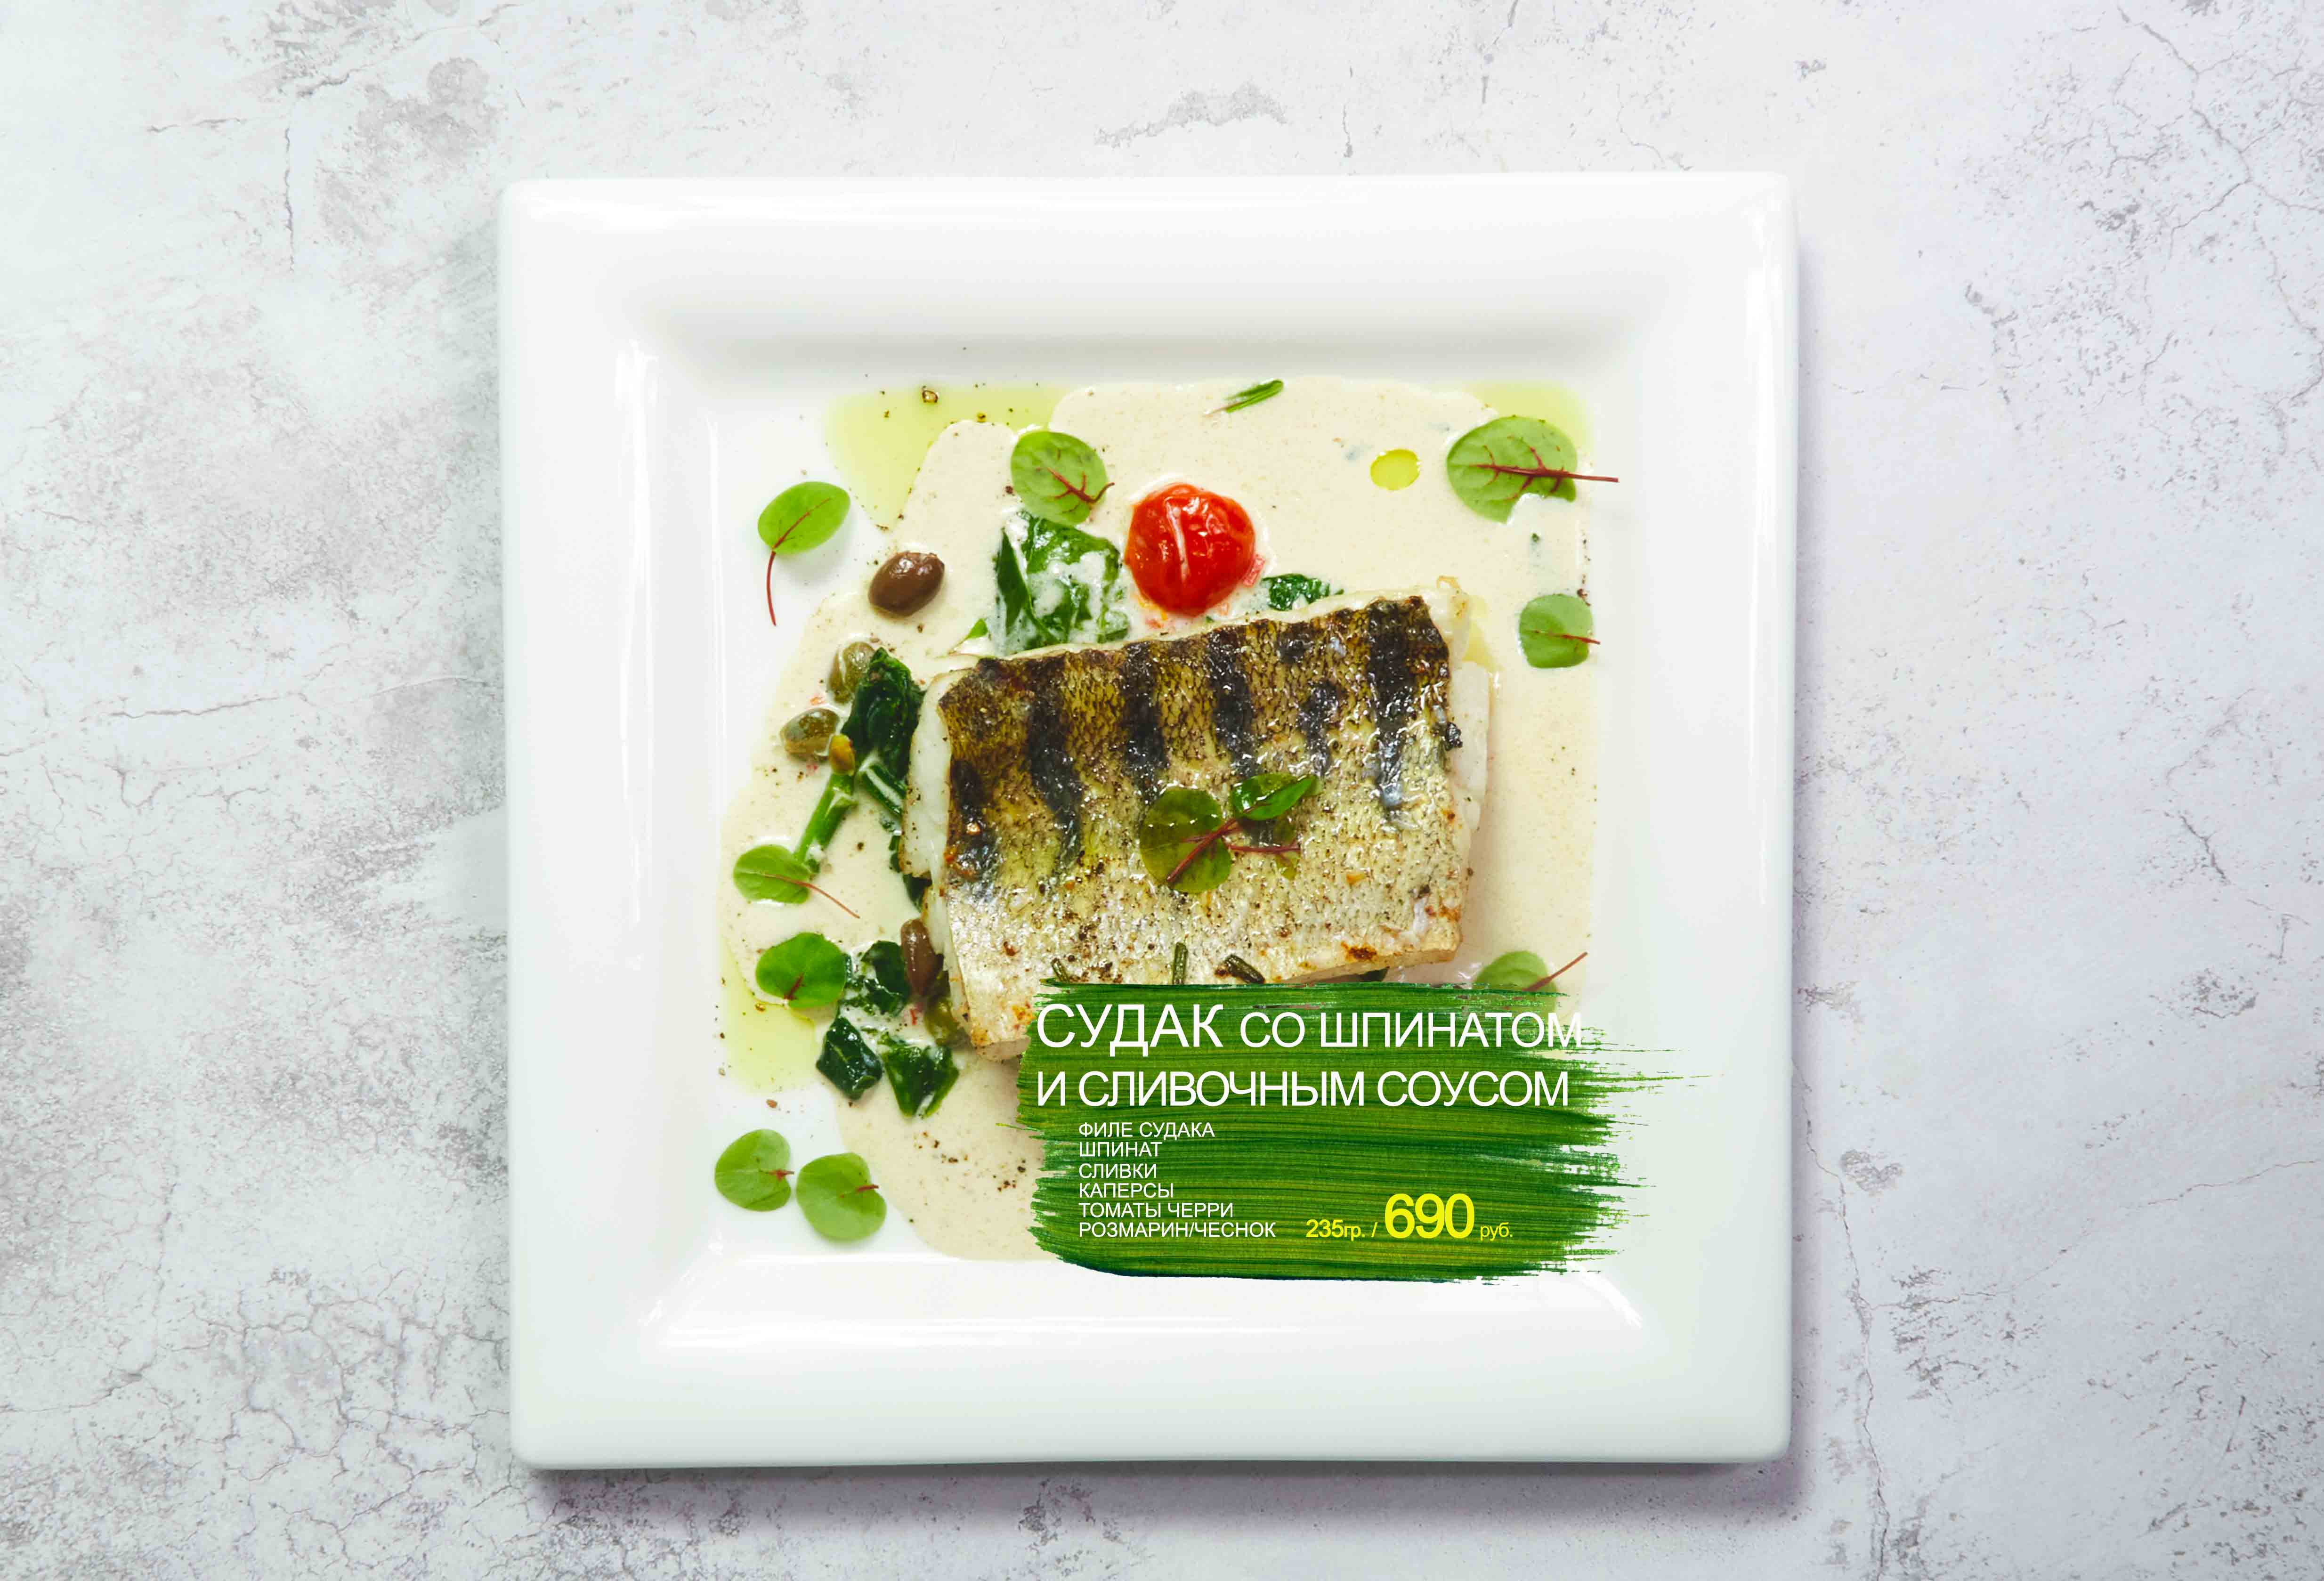 СУДАК СО ШПИНАТОМ
И СЛИВОЧНЫМ СОУСОМ
ФИЛЕ СУДАКА
ШПИНАТ
СЛИВКИ
КАПЕРСЫ
ТОМАТЫ ЧЕРРИ
РОЗМАРИН/ЧЕСНОК 235гр. / 690 руб.